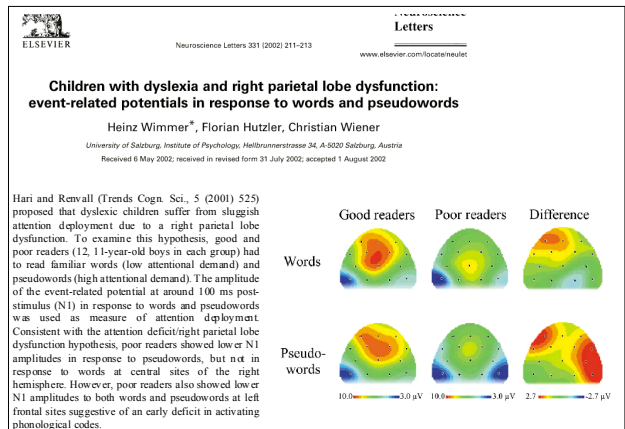 Neuroscience
Letters
ELSEVIER
Neuroscience Letters 331 (2002) 211–213
www.elsevier.com/locate/neulet
Children with dyslexia and right parietal lobe dysfunction:
event-related potentials in response to words and pseudowords
Heinz Wimmer*, Florian Hutzler, Christian Wiener
University of Salzburg, Institute of Psychology, Hellbrunnerstrasse 34, A-5020 Salzburg, Austria
Received 6 May 2002; received in revised form 31 July 2002; accepted 1 August 2002
Hari and Renvall (Trends Cogn. Sci., 5 (2001) 525)
proposed that dyslexic children suffer from sluggish
attention deployment due to a right parietal lobe
dysfunction. To examine this hypothesis, good and
poor readers (12, 11-year-old boys in each group) had
to read familiar words (low attentional demand) and
pseudowords (high attentional demand). The amplitude
of the event-related potential at around 100 ms post-
stimulus (N1) in response to words and pseudowords
was used as measure of attention deployment.
Consistent with the attention deficit/right parietal lobe
dysfunction hypothesis, poor readers showed lower N1
amplitudes in response to pseudowords, but not in
response to words at central sites of the right
hemisphere. However, poor readers also showed lower
N1 amplitudes to both words and pseudowords at left
frontal sites suggestive of an early deficit in activating
phonological codes.
Good readers Poor readers Difference
Words
Pseudo-
words
10.0 -3.0 µV 10.0 -3.0 µV 2.7 -2.7 µV